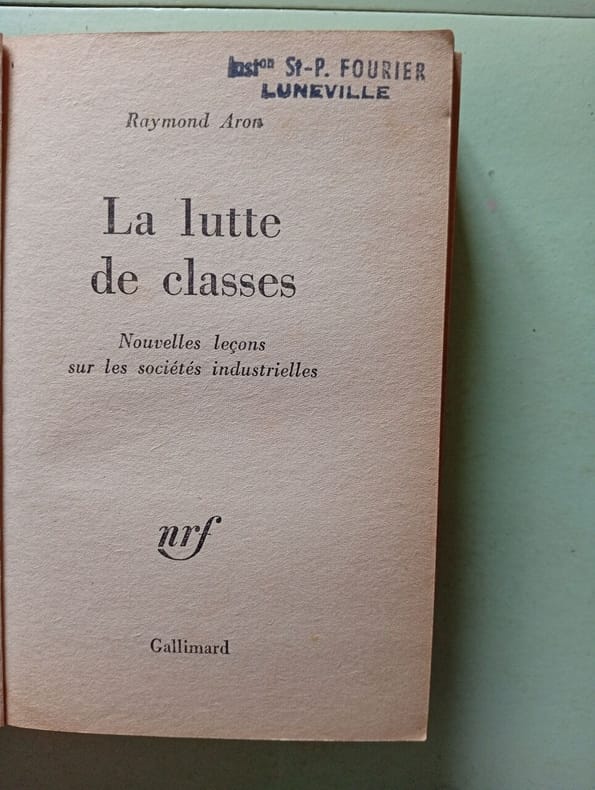 Inston St-P. FOURIER
LUNEVILLE
Raymond Aron
La lutte
de classes
Nouvelles leçons
sur les sociétés industrielles
nrf
Gallimard